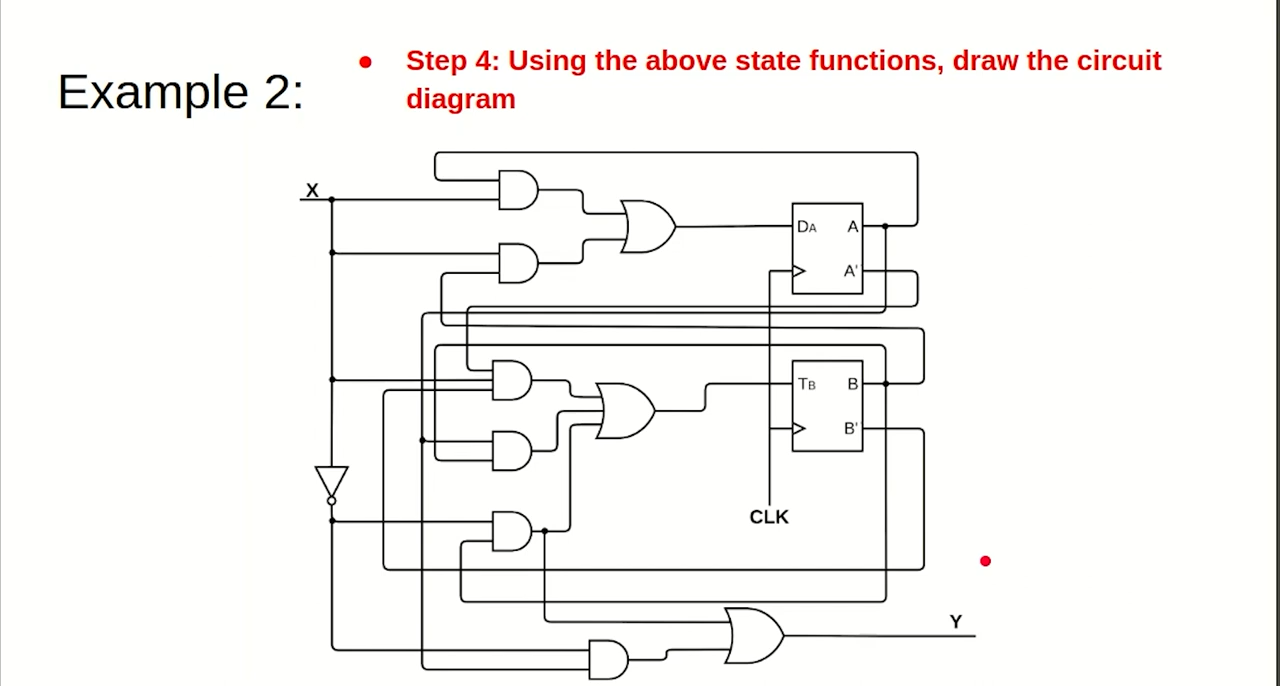 Example 2:
● Step 4: Using the above state functions, draw the circuit
diagram
X
DA A
A'
TB B
B'
CLK
Y